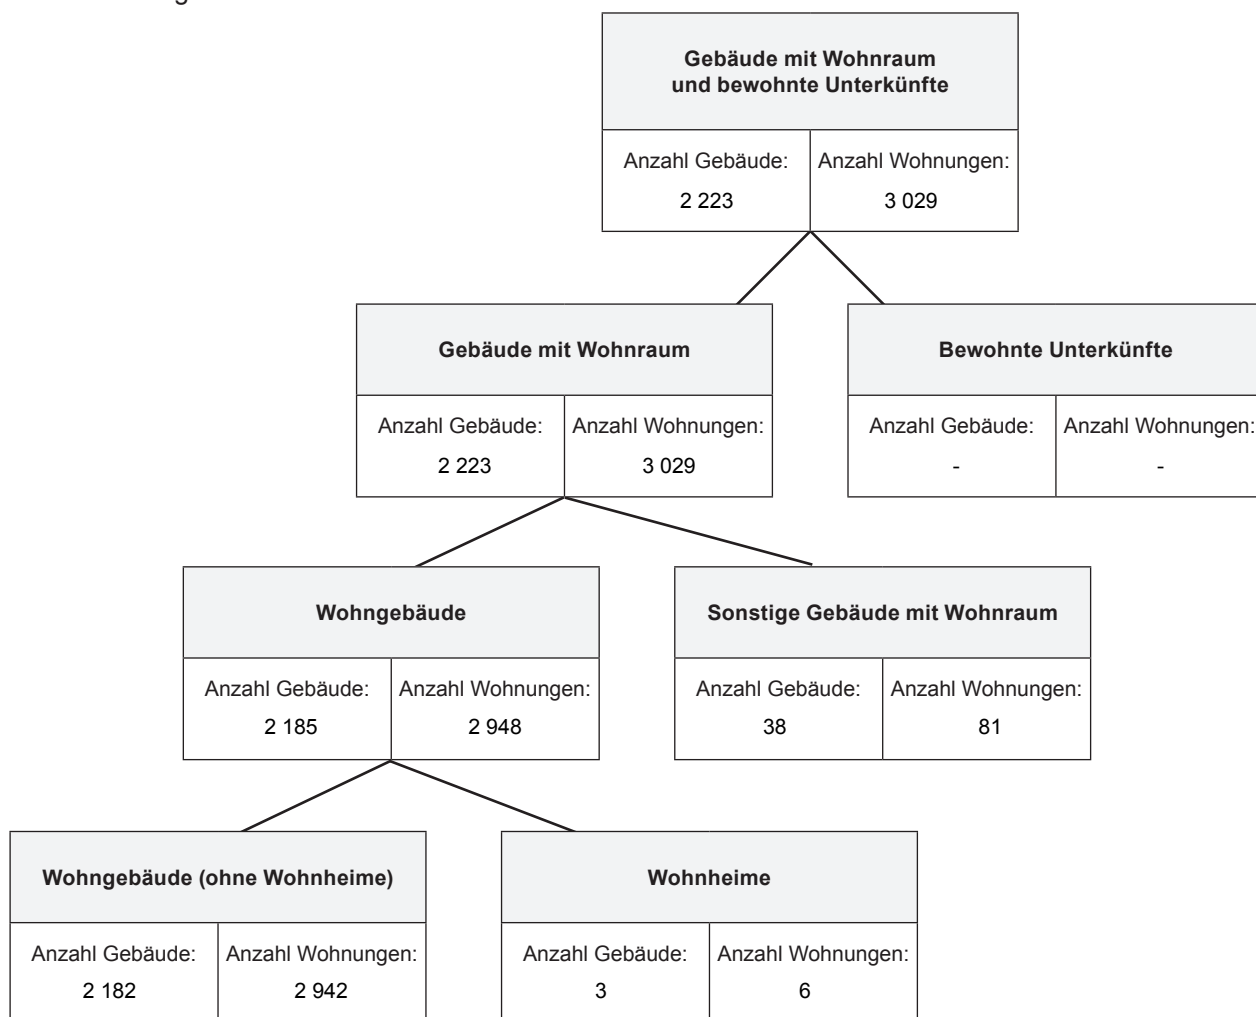 Gebäude mit Wohnraum
und bewohnte Unterkünfte
Anzahl Gebäude: Anzahl Wohnungen:
2 223 3 029
Gebäude mit Wohnraum Bewohnte Unterkünfte
Anzahl Gebäude: Anzahl Wohnungen: Anzahl Gebäude: Anzahl Wohnungen:
2 223 3 029 - -
Wohngebäude Sonstige Gebäude mit Wohnraum
Anzahl Gebäude: Anzahl Wohnungen: Anzahl Gebäude: Anzahl Wohnungen:
2 185 2 948 38 81
Wohngebäude (ohne Wohnheime) Wohnheime
Anzahl Gebäude: Anzahl Wohnungen: Anzahl Gebäude: Anzahl Wohnungen:
2 182 2 942 3 6